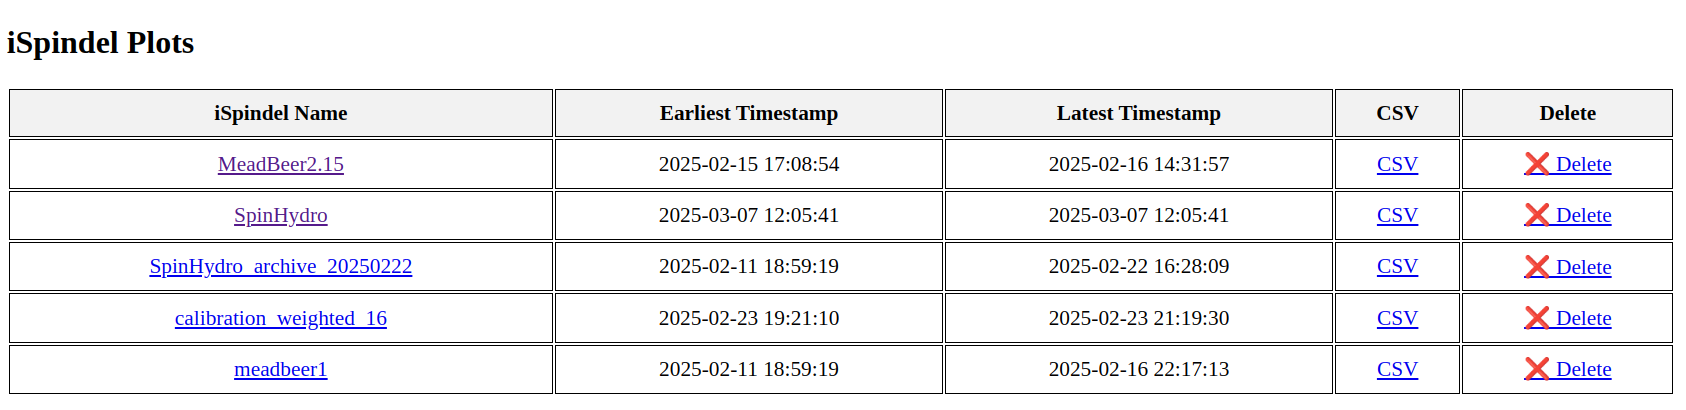 iSpindel Plots
iSpindel Name Earliest Timestamp Latest Timestamp CSV Delete
MeadBeer2.15 2025-02-15 17:08:54 2025-02-16 14:31:57 CSV ❌ Delete
SpinHydro 2025-03-07 12:05:41 2025-03-07 12:05:41 CSV ❌ Delete
SpinHydro_archive_20250222 2025-02-11 18:59:19 2025-02-22 16:28:09 CSV ❌ Delete
calibration_weighted_16 2025-02-23 19:21:10 2025-02-23 21:19:30 CSV ❌ Delete
meadbeer1 2025-02-11 18:59:19 2025-02-16 22:17:13 CSV ❌ Delete